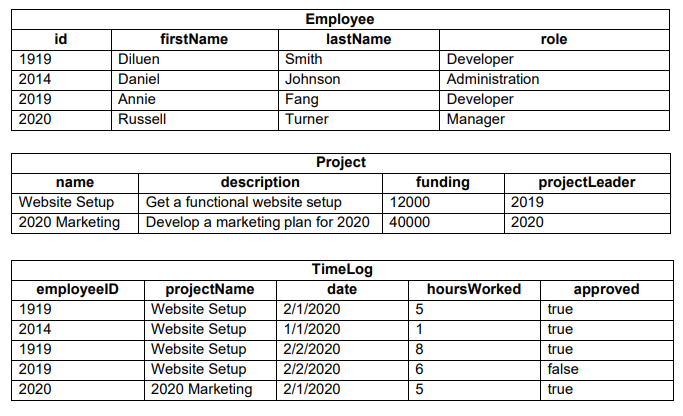 Employee
id firstName lastName role
1919 Diluen Smith Developer
2014 Daniel Johnson Administration
2019 Annie Fang Developer
2020 Russell Turner Manager
Project
name description funding projectLeader
Website Setup Get a functional website setup 12000 2019
2020 Marketing Develop a marketing plan for 2020 40000 2020
TimeLog
employeeID projectName date hoursWorked approved
1919 Website Setup 2/1/2020 5 true
2014 Website Setup 1/1/2020 1 true
1919 Website Setup 2/2/2020 8 true
2019 Website Setup 2/2/2020 6 false
2020 2020 Marketing 2/1/2020 5 true